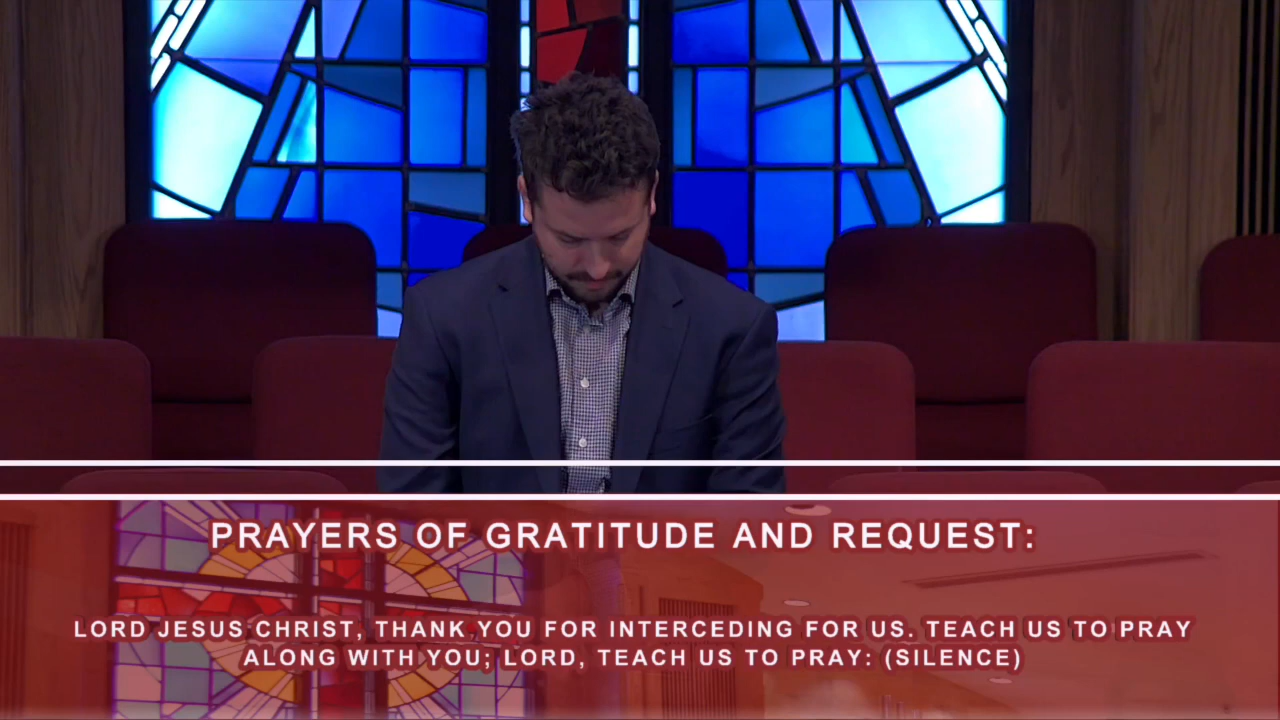 PRAYERS OF GRATITUDE AND REQUEST:
LORD JESUS CHRIST, THANK YOU FOR INTERCEDING FOR US. TEACH US TO PRAY
ALONG WITH YOU; LORD, TEACH US TO PRAY: (SILENCE)